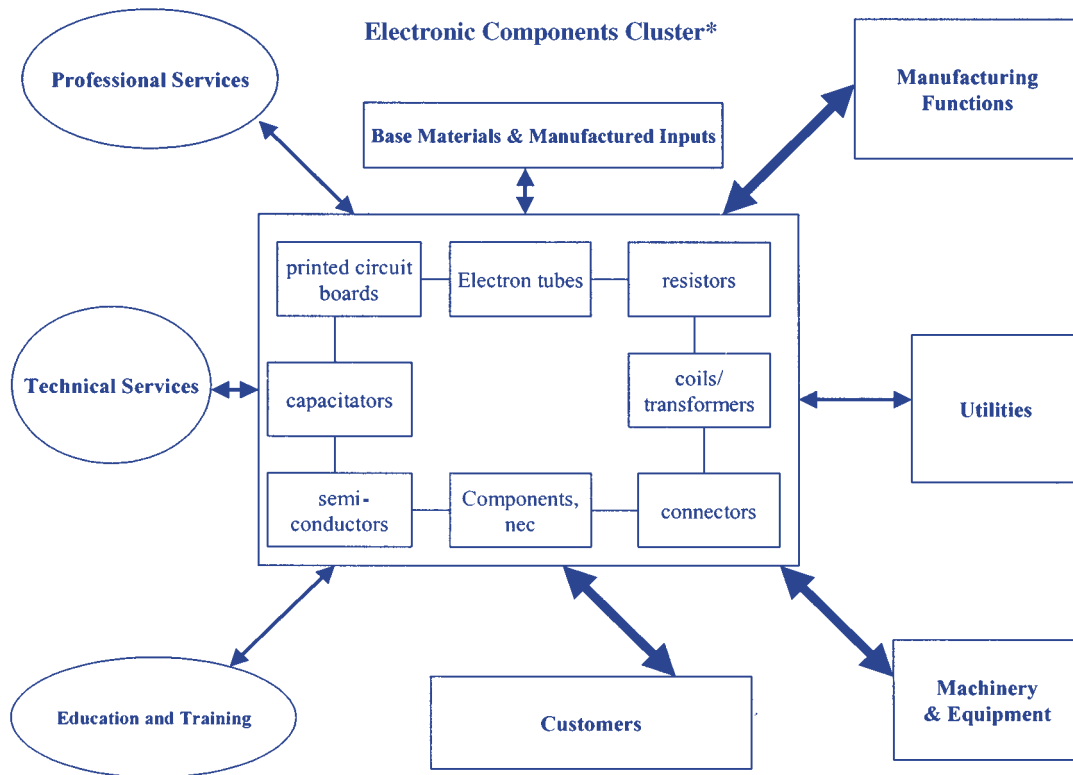 Electronic Components Cluster*
Professional Services
Manufacturing
Functions
Base Materials & Manufactured Inputs
printed circuit
boards
Electron tubes
resistors
Technical Services
capacitators
coils/
transformers
Utilities
semi-
conductors
Components,
nec
connectors
Education and Training
Customers
Machinery
& Equipment